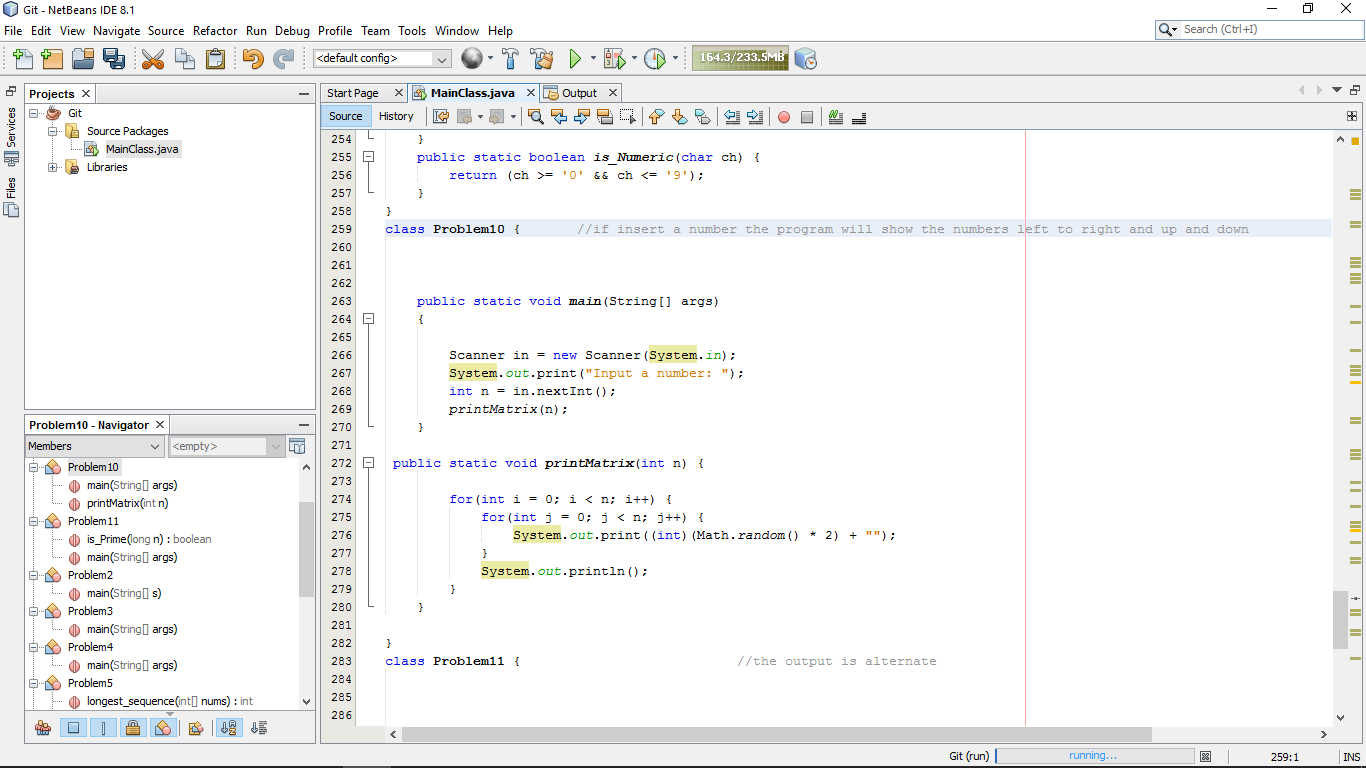 Git - NetBeans IDE 8.1
File Edit View Navigate Source Refactor Run Debug Profile Team Tools Window Help
Search (Ctrl+I)
<default config>
164.3/233.5MB
Services
Files
Projects
Git
Source Packages
MainClass.java
Libraries
Problem10 - Navigator
Members
<empty>
Problem10
main(String[] args)
printMatrix(int n)
Problem11
is_Prime(long n) : boolean
main(String[] args)
Problem2
main(String[] s)
Problem3
main(String[] args)
Problem4
main(String[] args)
Problem5
longest_sequence(int[] nums) : int
Start Page
MainClass.java
Output
Source
History
254 }
255 public static boolean is_Numeric(char ch) {
256 return (ch >= '0' && ch <= '9');
257 }
258 }
259 class Problem10 { //if insert a number the program will show the numbers left to right and up and down
260
261
262
263 public static void main(String[] args)
264 {
265
266 Scanner in = new Scanner(System.in);
267 System.out.print("Input a number: ");
268 int n = in.nextInt();
269 printMatrix(n);
270 }
271
272 public static void printMatrix(int n) {
273
274 for(int i = 0; i < n; i++) {
275 for(int j = 0; j < n; j++) {
276 System.out.print((int)(Math.random() * 2) + "");
277 }
278 System.out.println();
279 }
280 }
281
282 }
283 class Problem11 { //the output is alternate
284
285
286
Git (run)
running...
259:1
INS